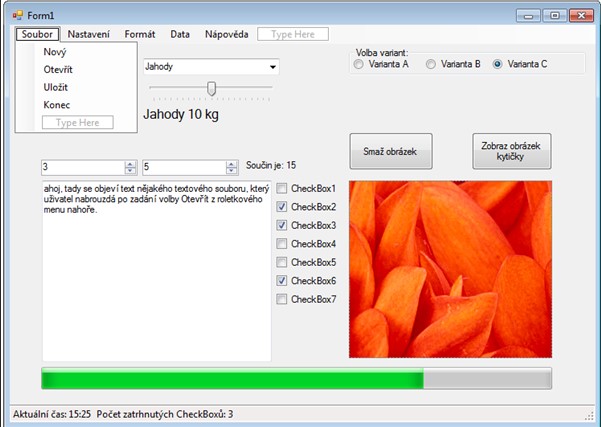 Form1
Soubor Nastavení Formát Data Nápověda Type Here
Nový
Otevřít
Uložit
Konec
Type Here
Jahody
Jahody 10 kg
Volba variant:
Varianta A Varianta B Varianta C
Smaž obrázek
Zobraz obrázek
kytičky
3 5 Součin je: 15
ahoj, tady se objeví text nějakého textového souboru, který
uživatel nabrouzdá po zadání volby Otevřít z roletkového
menu nahoře.
CheckBox1
CheckBox2
CheckBox3
CheckBox4
CheckBox5
CheckBox6
CheckBox7
Aktuální čas: 15:25 Počet zatrhnutých CheckBoxů: 3